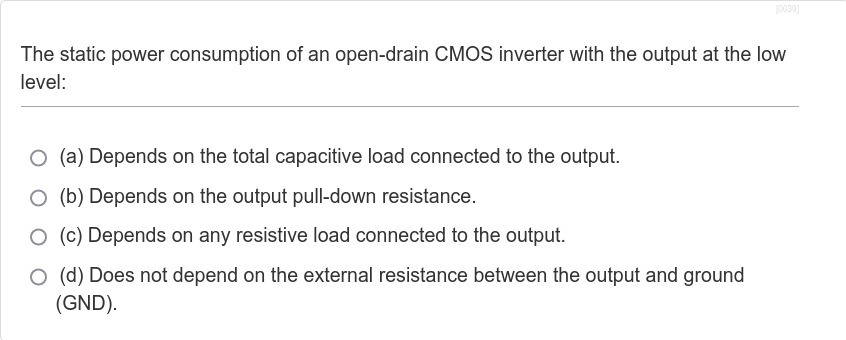 [0039]
The static power consumption of an open-drain CMOS inverter with the output at the low
level:
(a) Depends on the total capacitive load connected to the output.
(b) Depends on the output pull-down resistance.
(c) Depends on any resistive load connected to the output.
(d) Does not depend on the external resistance between the output and ground
(GND).